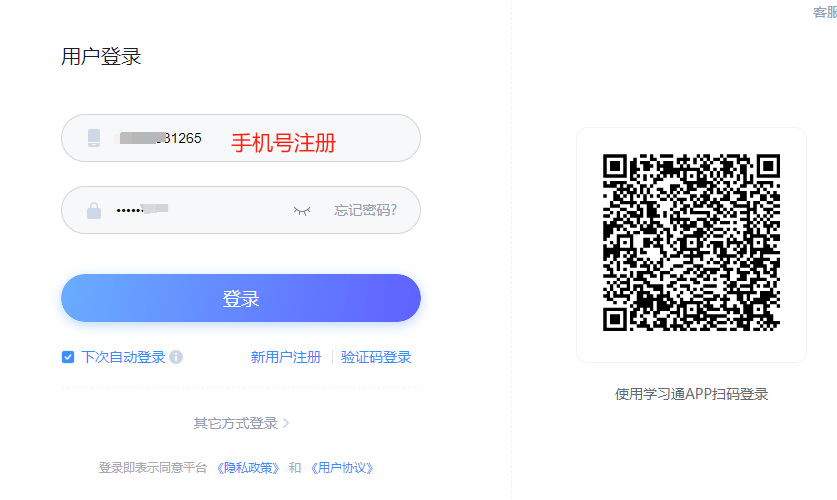 客服
用户登录
81265 手机号注册
忘记密码?
登录
下次自动登录 新用户注册 验证码登录
其它方式登录
登录即表示同意平台 《隐私政策》 和 《用户协议》
使用学习通APP扫码登录